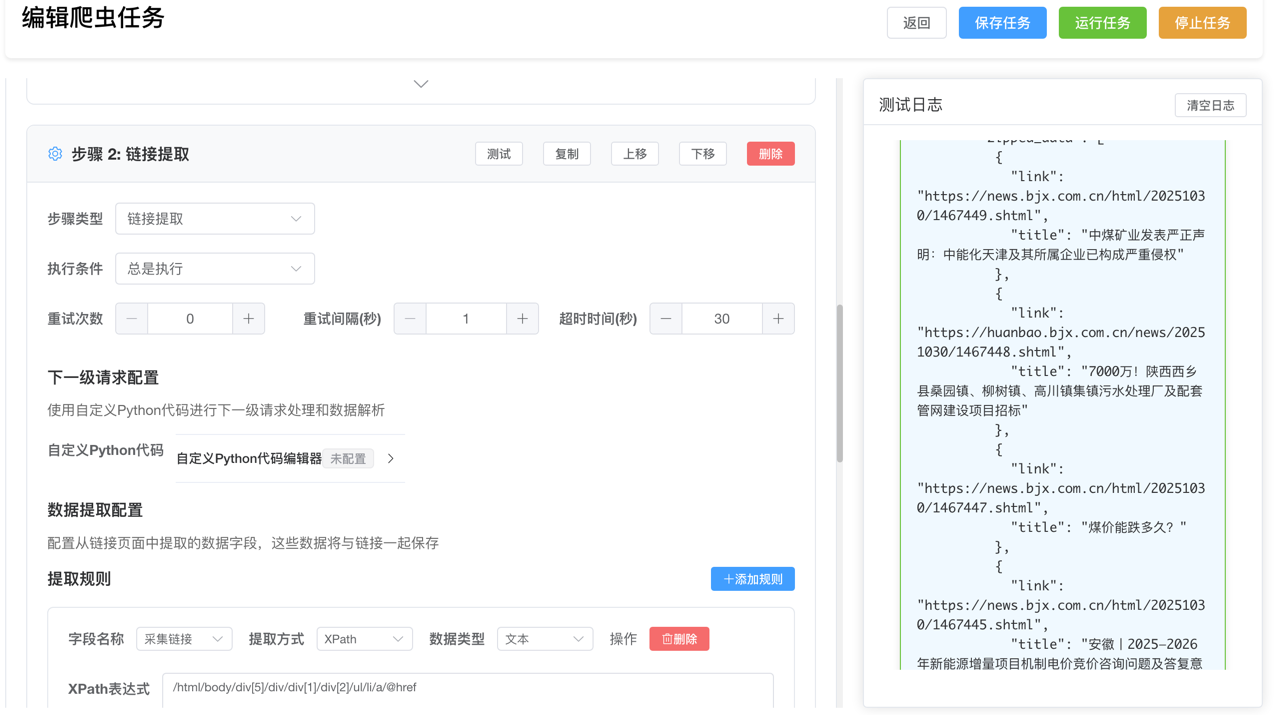 编辑爬虫任务
返回
保存任务
运行任务
停止任务
步骤 2: 链接提取
测试
复制
上移
下移
删除
步骤类型
链接提取
执行条件
总是执行
重试次数
0
重试间隔(秒)
1
超时时间(秒)
30
下一级请求配置
使用自定义Python代码进行下一级请求处理和数据解析
自定义Python代码
自定义Python代码编辑器 未配置
数据提取配置
配置从链接页面中提取的数据字段，这些数据将与链接一起保存
提取规则
+添加规则
字段名称
采集链接
提取方式
XPath
数据类型
文本
操作
删除
XPath表达式
/html/body/div[5]/div/div[1]/div[2]/ul/li/a/@href
测试日志
清空日志
"zipped_data": [
{
"link":
"https://news.bjx.com.cn/html/2025103
0/1467449.shtml",
"title": "中煤矿业发表严正声
明：中能化天津及其所属企业已构成严重侵权"
},
{
"link":
"https://huanbao.bjx.com.cn/news/2025
1030/1467448.shtml",
"title": "7000万！陕西西乡
县桑园镇、柳树镇、高川镇集镇污水处理厂及配套
管网建设项目招标"
},
{
"link":
"https://news.bjx.com.cn/html/2025103
0/1467447.shtml",
"title": "煤价能跌多久？"
},
{
"link":
"https://news.bjx.com.cn/html/2025103
0/1467445.shtml",
"title": "安徽丨2025—2026
年新能源增量项目机制电价竞价咨询问题及答复意